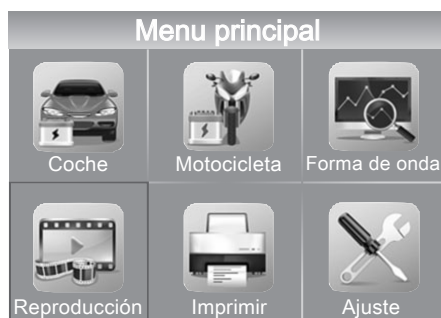 Menu principal
Coche
Motocicleta
Forma de onda
Reproducción
Imprimir
Ajuste